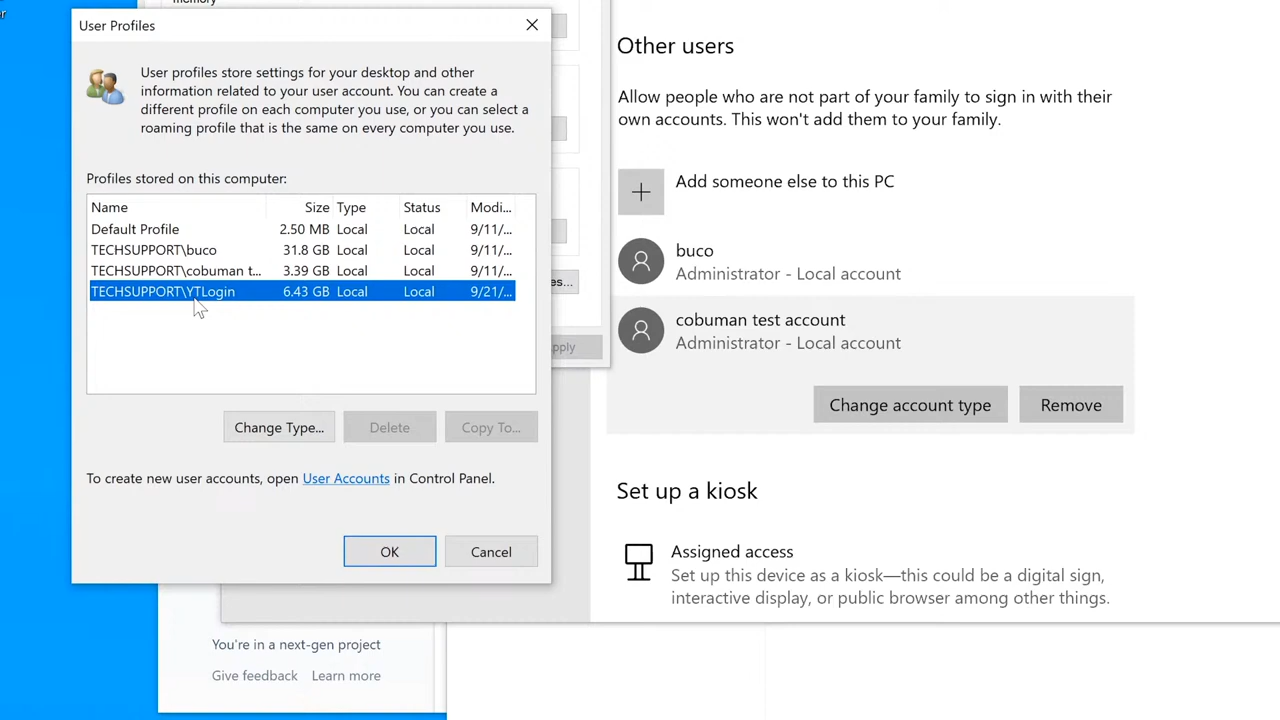 er
memory
User Profiles
User profiles store settings for your desktop and other
information related to your user account. You can create a
different profile on each computer you use, or you can select a
roaming profile that is the same on every computer you use.
Profiles stored on this computer:
Name Size Type Status Modi...
Default Profile 2.50 MB Local Local 9/11/...
TECHSUPPORT\buco 31.8 GB Local Local 9/11/...
TECHSUPPORT\cobuman t... 3.39 GB Local Local 9/11/...
TECHSUPPORT\YTLogin 6.43 GB Local Local 9/21/...
es...
pply
Change Type... Delete Copy To...
To create new user accounts, open User Accounts in Control Panel.
OK Cancel
You're in a next-gen project
Give feedback Learn more
Other users
Allow people who are not part of your family to sign in with their
own accounts. This won't add them to your family.
Add someone else to this PC
buco
Administrator - Local account
cobuman test account
Administrator - Local account
Change account type Remove
Set up a kiosk
Assigned access
Set up this device as a kiosk—this could be a digital sign,
interactive display, or public browser among other things.